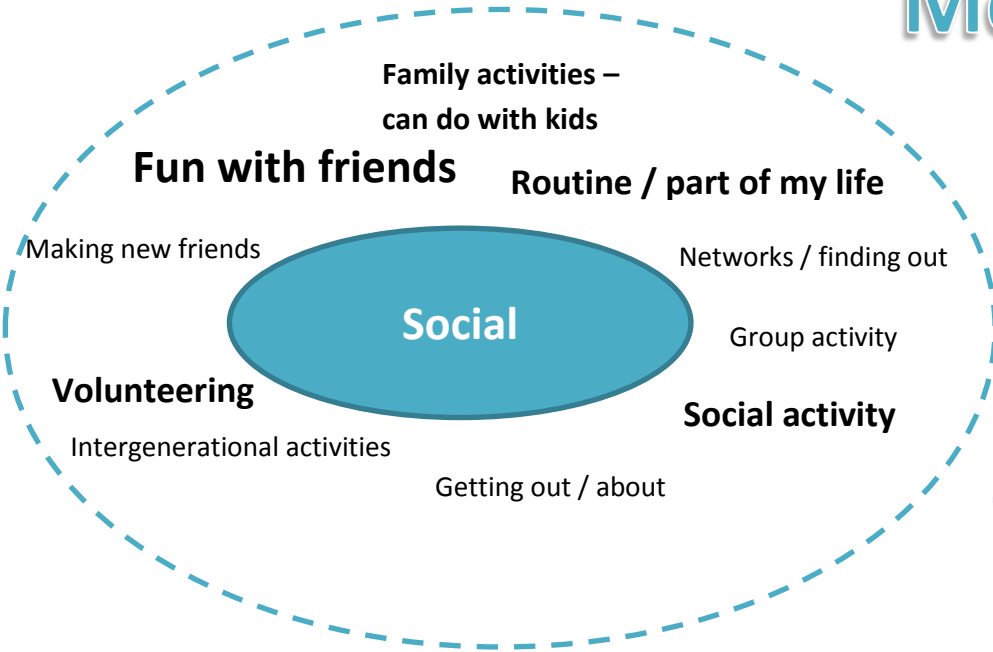 Family activities –
can do with kids
Fun with friends
Routine / part of my life
Making new friends
Networks / finding out
Social
Group activity
Volunteering
Social activity
Intergenerational activities
Getting out / about